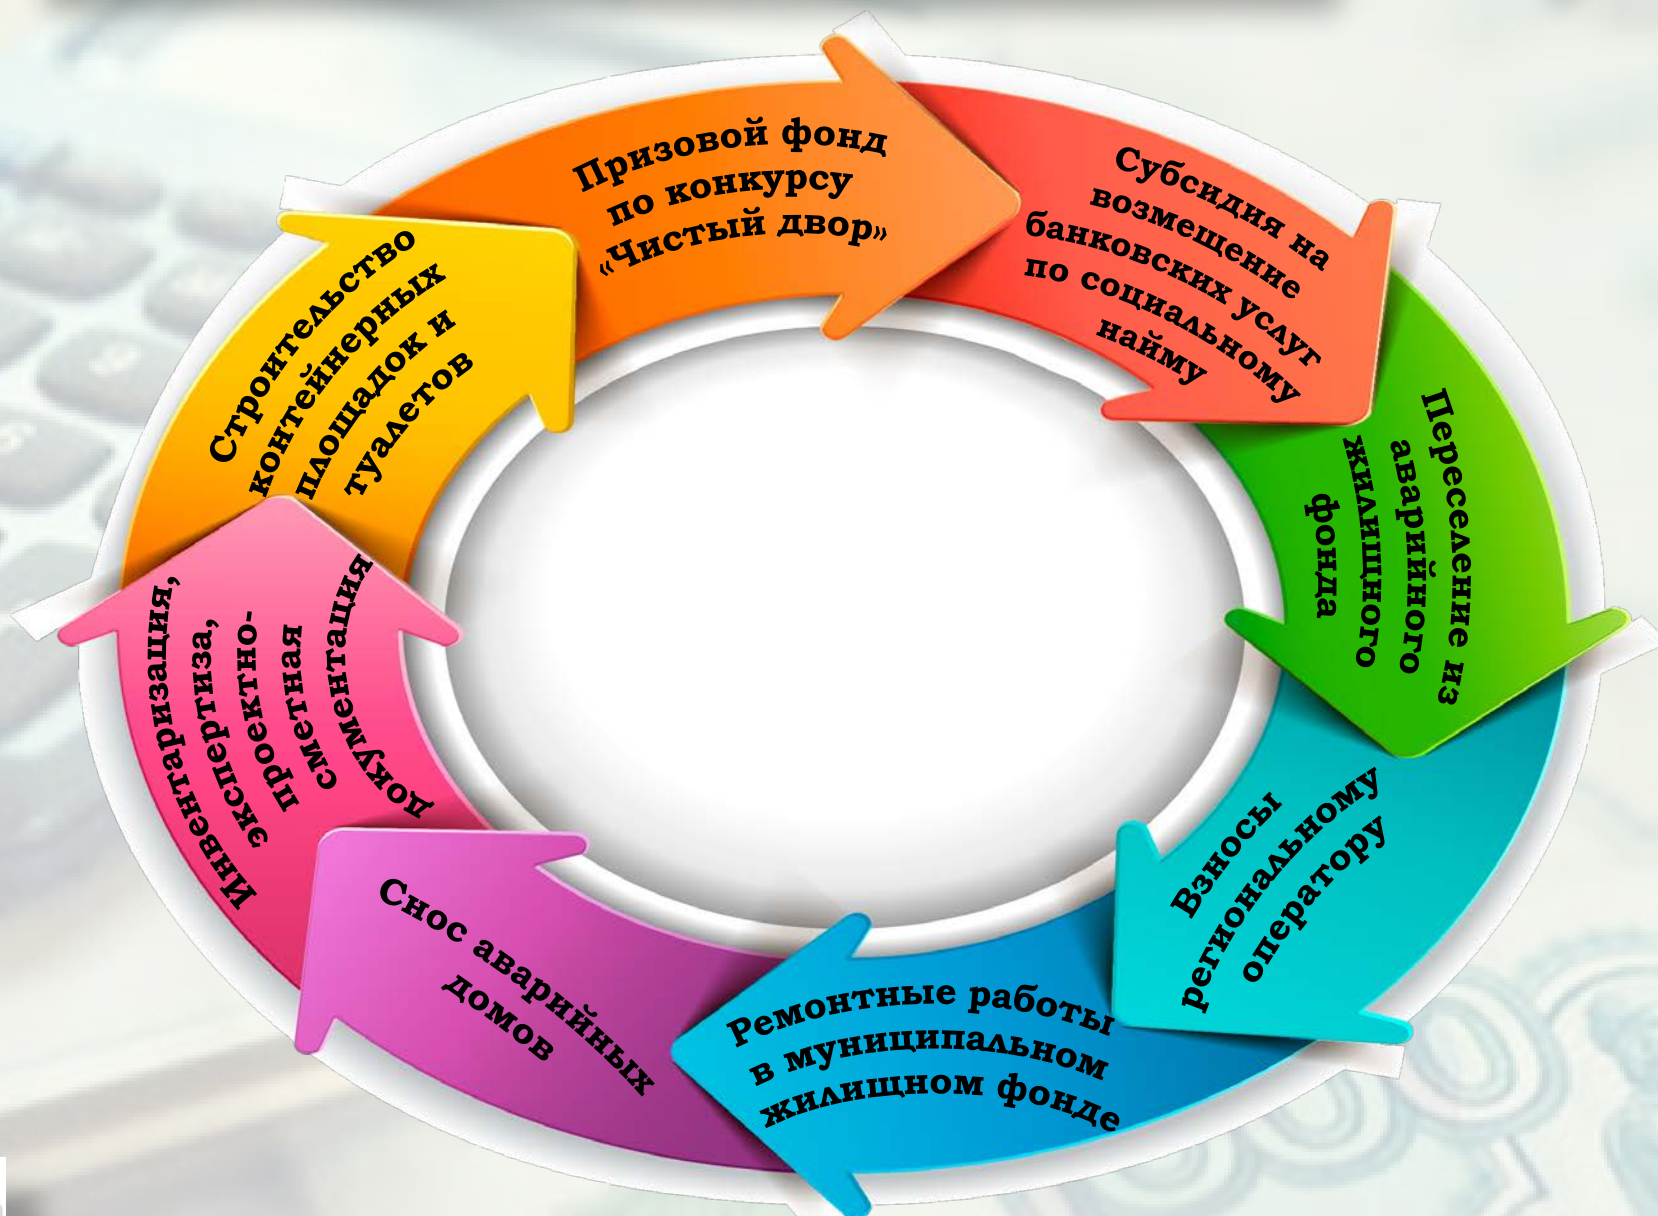 Призовой фонд
по конкурсу
«Чистый двор»
Субсидия на
возмещение
банковских услуг
по социальному
найму
Переселение из
аварийного
жилищного
фонда
Взносы
региональному
оператору
Ремонтные работы
в муниципальном
жилищном фонде
Снос аварийных
домов
Инвентаризация,
экспертиза,
проектно-
сметная
документация
Строительство
контейнерных
площадок и
туалетов